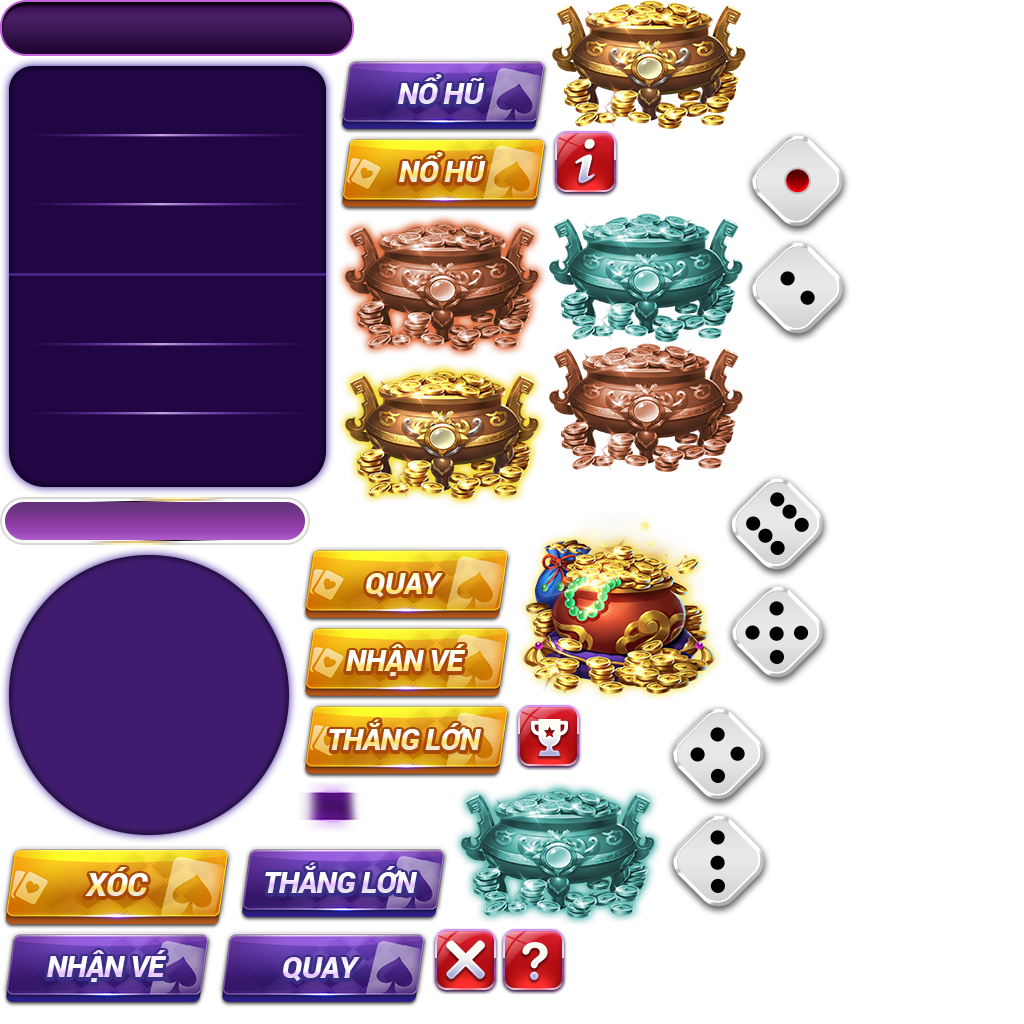 NỔ HŨ
NỔ HŨ
i
QUAY
NHẬN VÉ
THẮNG LỚN
XÓC
THẮNG LỚN
NHẬN VÉ
QUAY
?